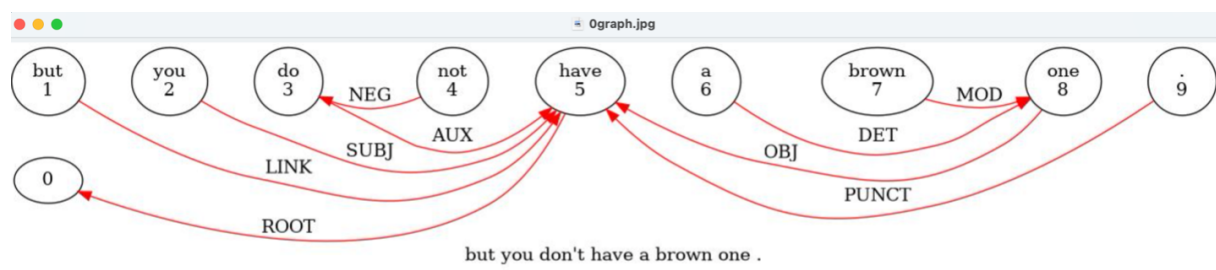 0graph.jpg
but you do not have a brown one .
1 2 3 4 5 6 7 8 9
NEG MOD
AUX DET
SUBJ OBJ
LINK
0 PUNCT
ROOT
but you don't have a brown one .